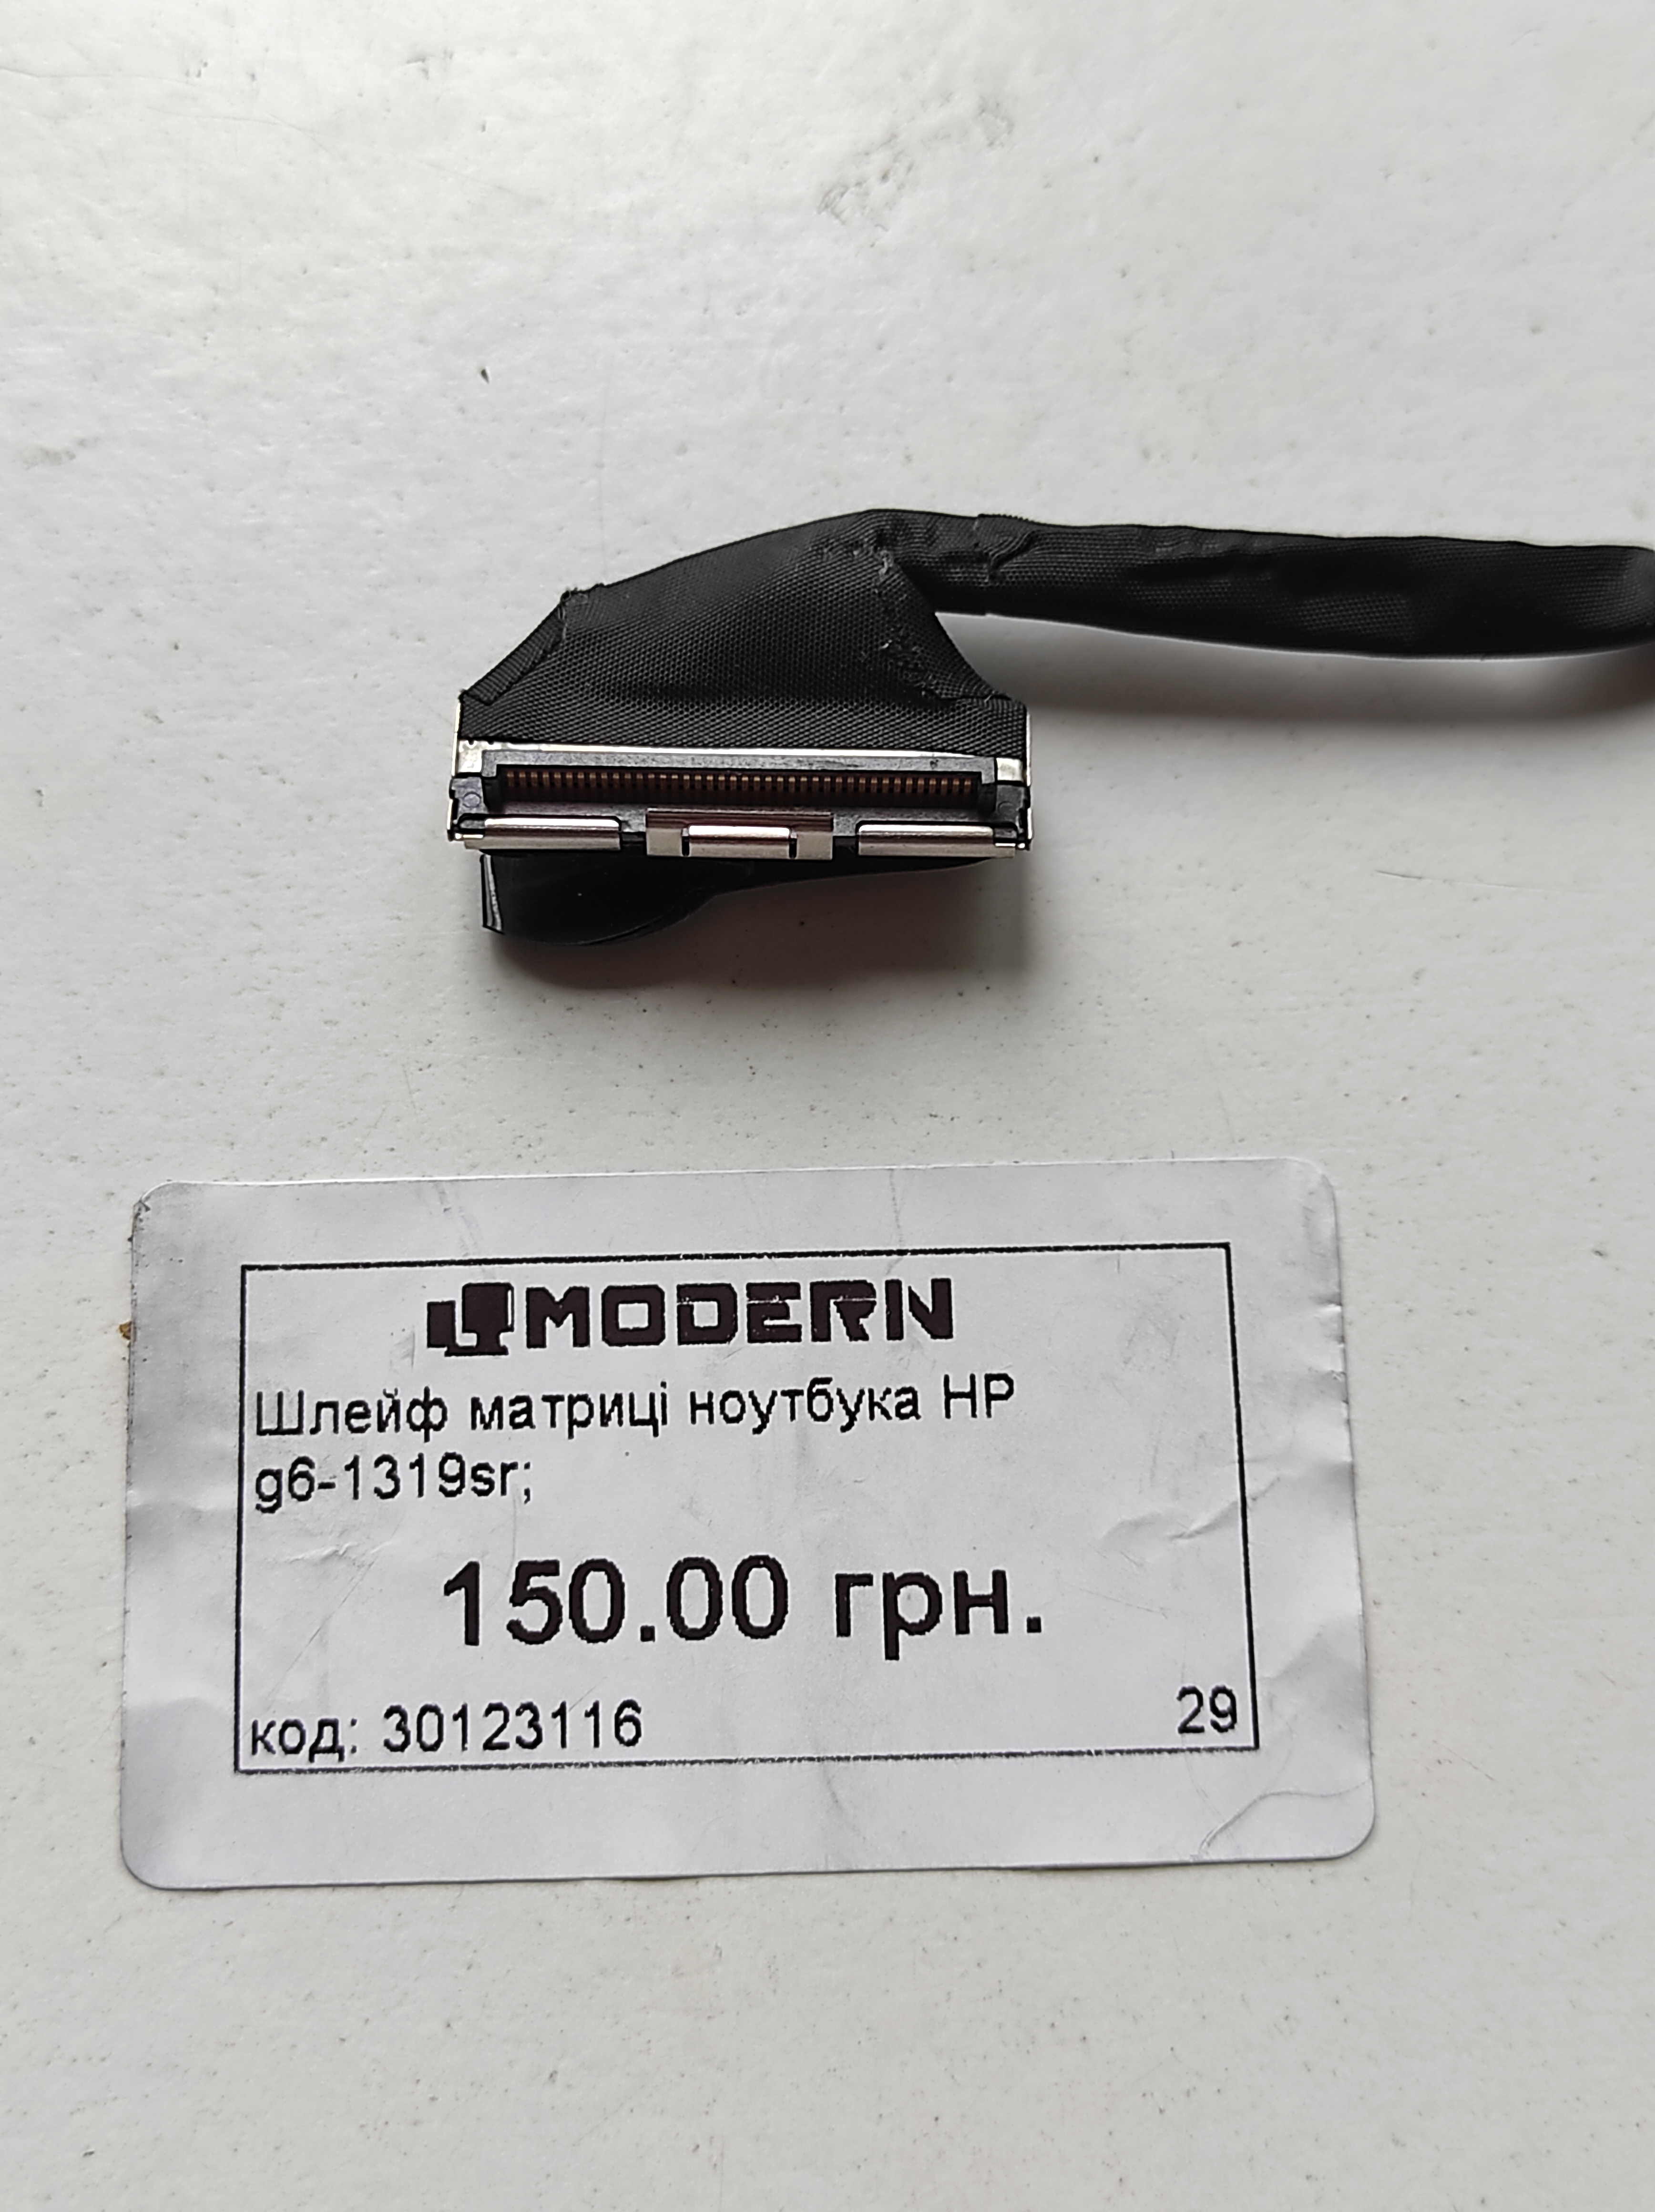 MODERN
Шлейф матриці ноутбука HP
g6-1319sr;
150.00 грн.
код: 30123116 29